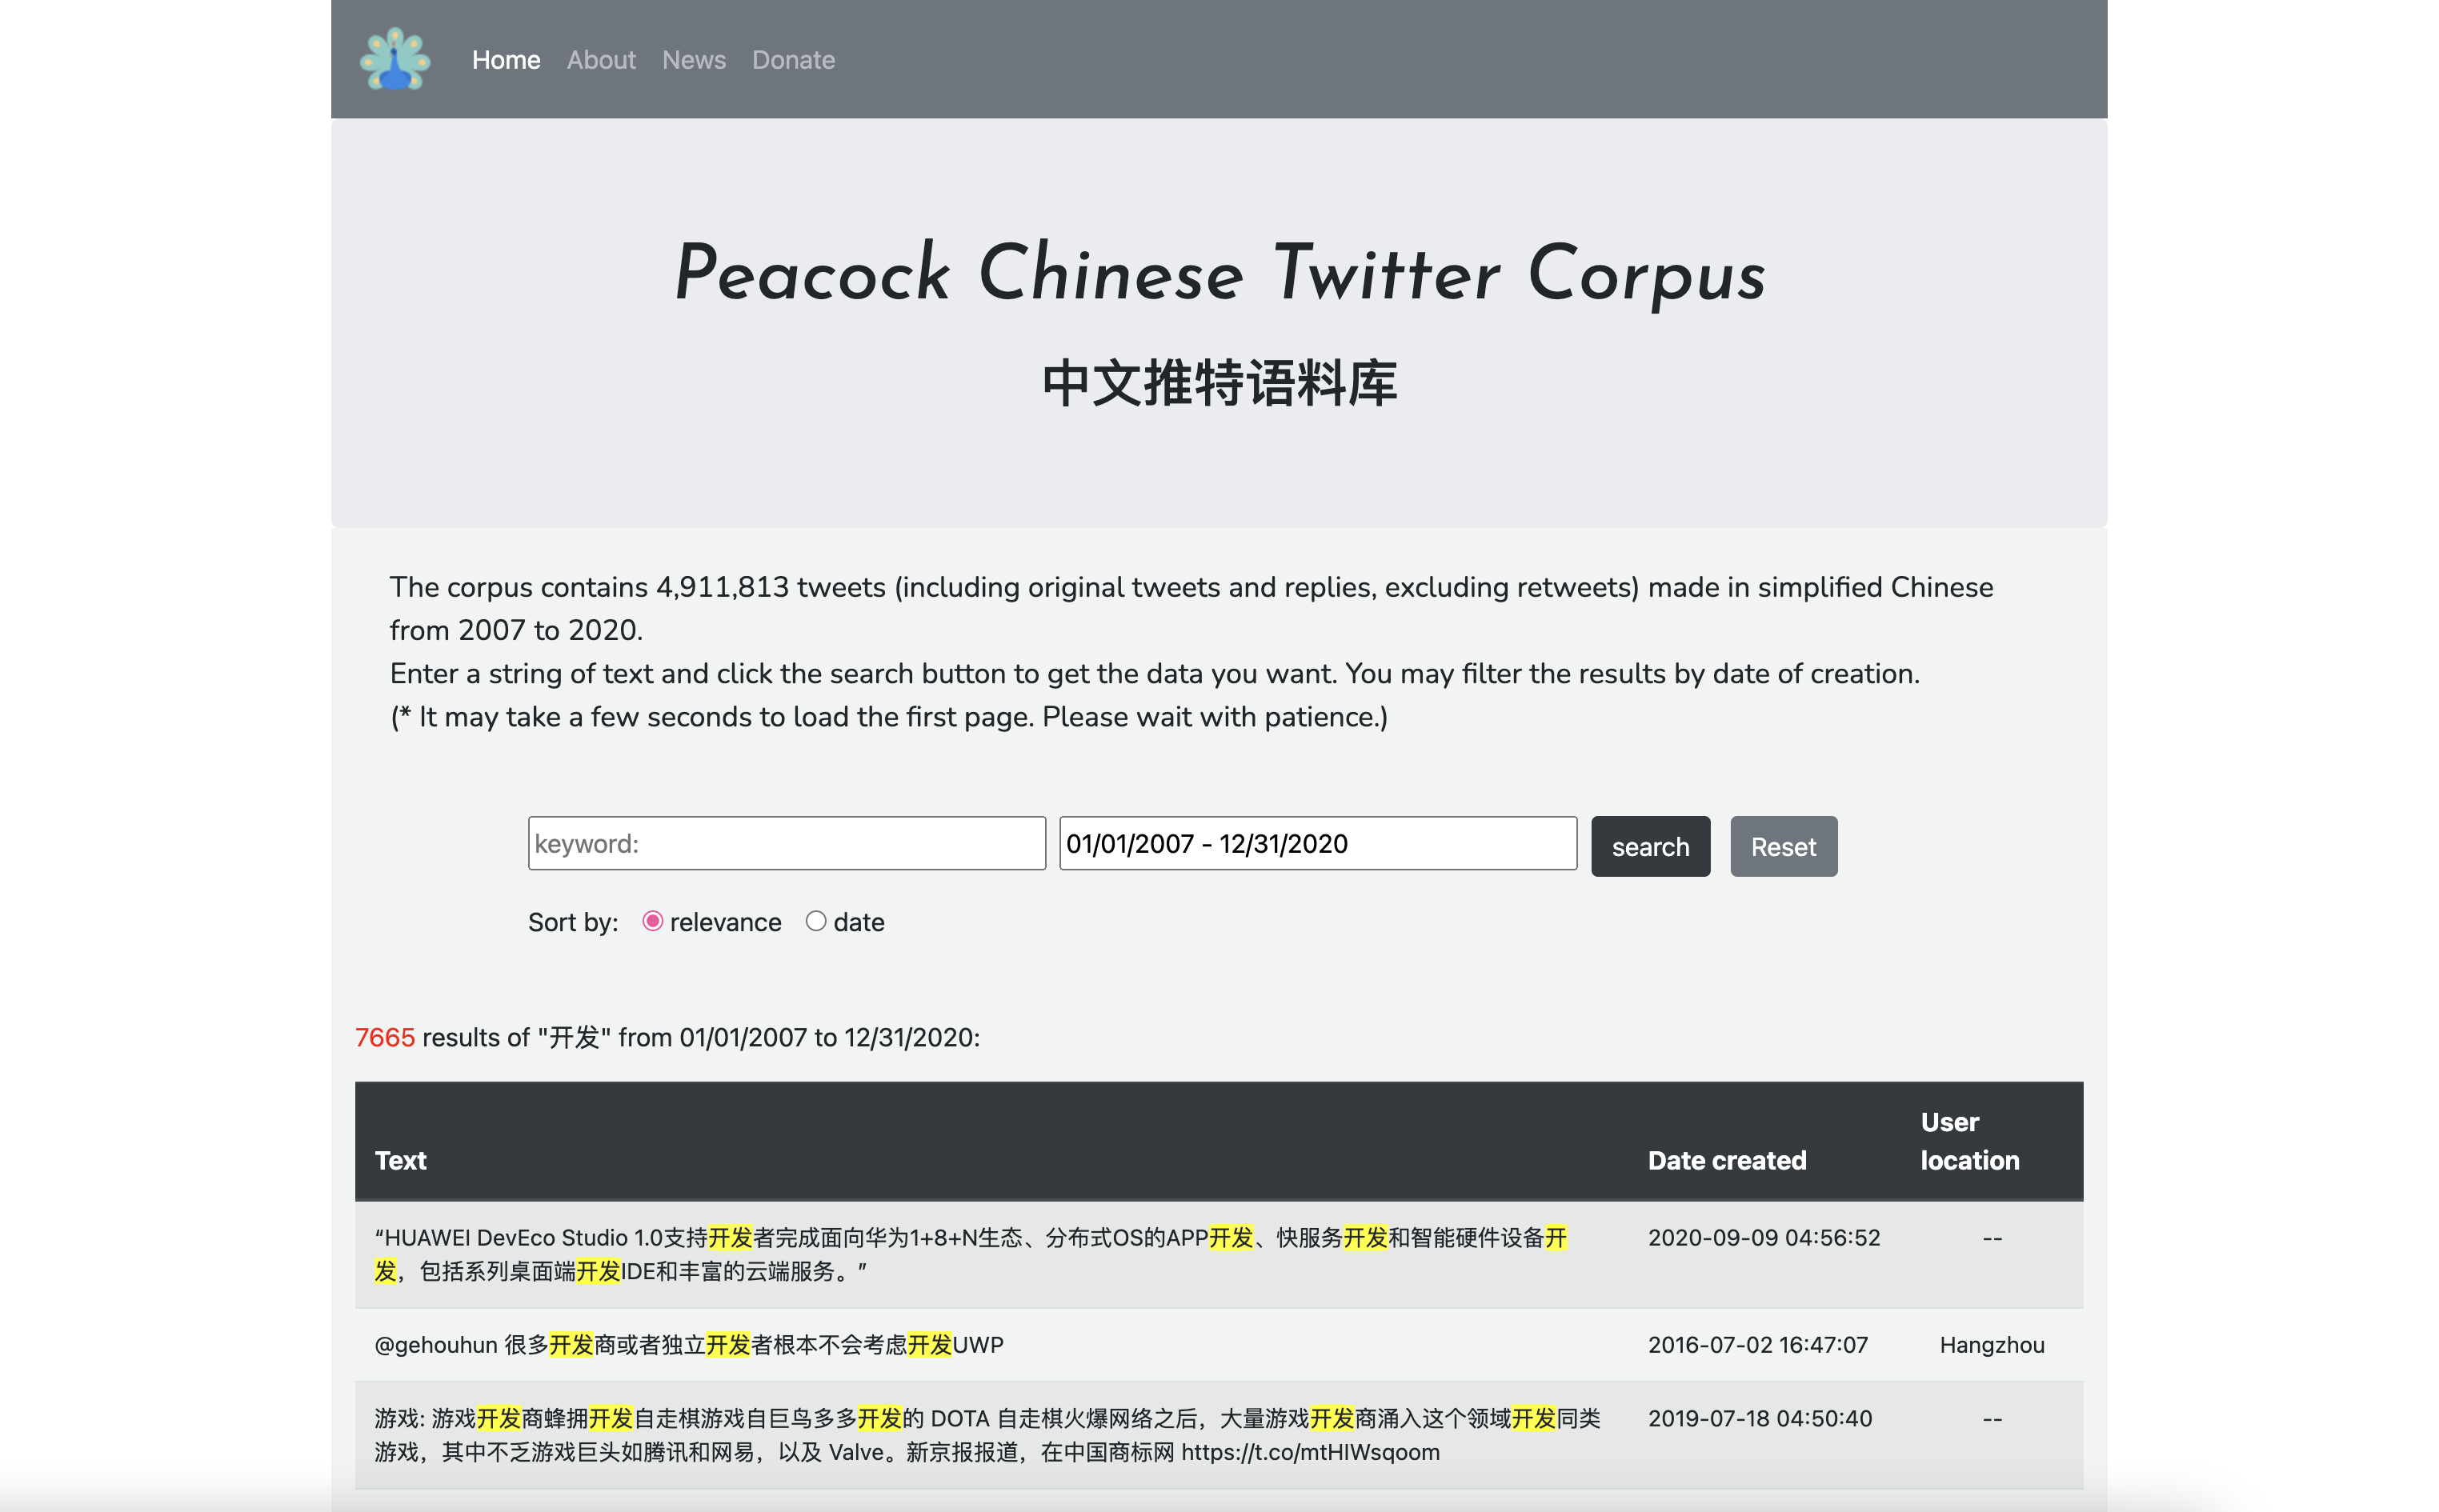 Home About News Donate
Peacock Chinese Twitter Corpus
中文推特语料库
The corpus contains 4,911,813 tweets (including original tweets and replies, excluding retweets) made in simplified Chinese
from 2007 to 2020.
Enter a string of text and click the search button to get the data you want. You may filter the results by date of creation.
(* It may take a few seconds to load the first page. Please wait with patience.)
keyword: 01/01/2007 - 12/31/2020 search Reset
Sort by: relevance date
7665 results of "开发" from 01/01/2007 to 12/31/2020:
Text Date created User location
“HUAWEI DevEco Studio 1.0支持开发者完成面向华为1+8+N生态、分布式OS的APP开发、快服务开发和智能硬件设备开 2020-09-09 04:56:52 --
发，包括系列桌面端开发IDE和丰富的云端服务。”
@gehouhun 很多开发商或者独立开发者根本不会考虑开发UWP 2016-07-02 16:47:07 Hangzhou
游戏: 游戏开发商蜂拥开发自走棋游戏自巨鸟多多开发的 DOTA 自走棋火爆网络之后，大量游戏开发商涌入这个领域开发同类 2019-07-18 04:50:40 --
游戏，其中不乏游戏巨头如腾讯和网易，以及 Valve。新京报报道，在中国商标网 https://t.co/mtHIWsqoom